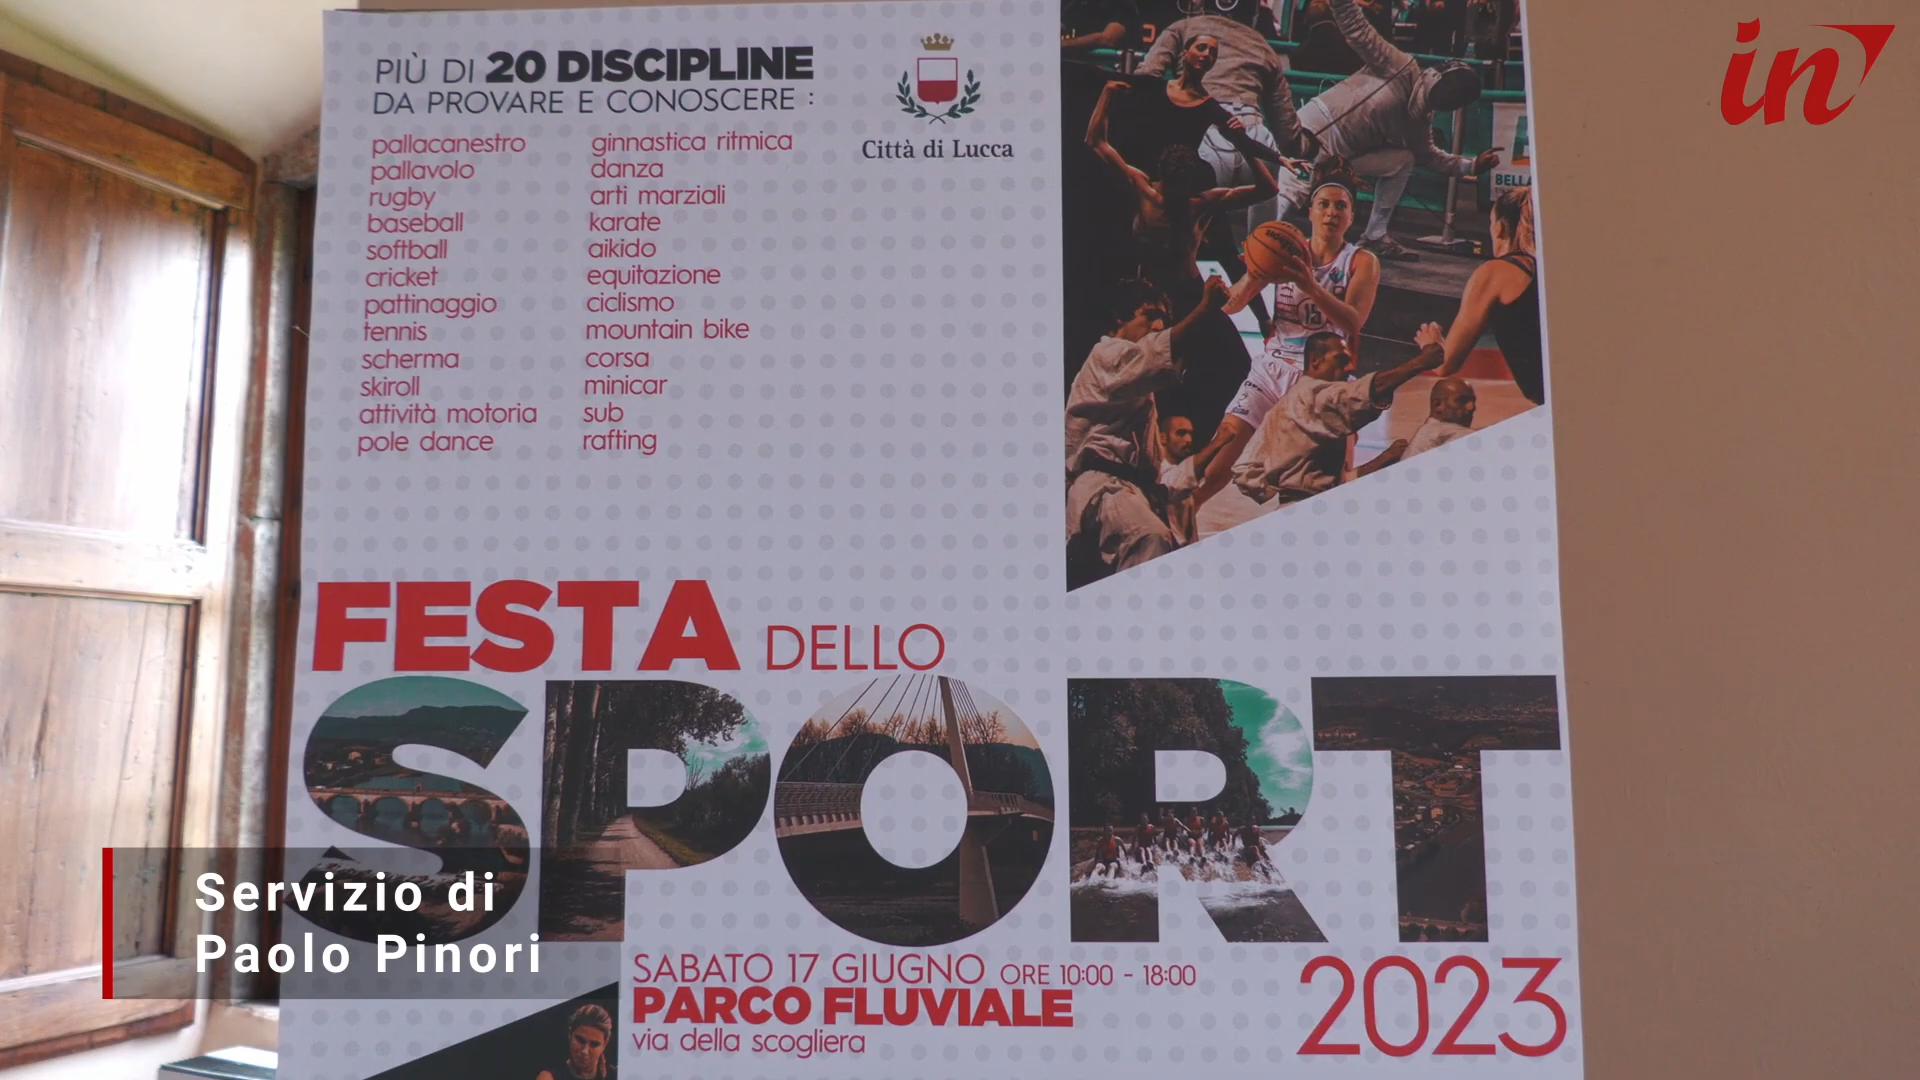 PIÙ DI 20 DISCIPLINE
DA PROVARE E CONOSCERE :
pallacanestro
pallavolo
rugby
baseball
softball
cricket
pattinaggio
tennis
scherma
skiroll
attività motoria
pole dance
ginnastica ritmica
danza
arti marziali
karate
aikido
equitazione
ciclismo
mountain bike
corsa
minicar
sub
rafting
Città di Lucca
in
BELLA
15
FESTA DELLO
SPORT
2023
SABATO 17 GIUGNO ORE 10:00 - 18:00
PARCO FLUVIALE
via della scogliera
Servizio di
Paolo Pinori